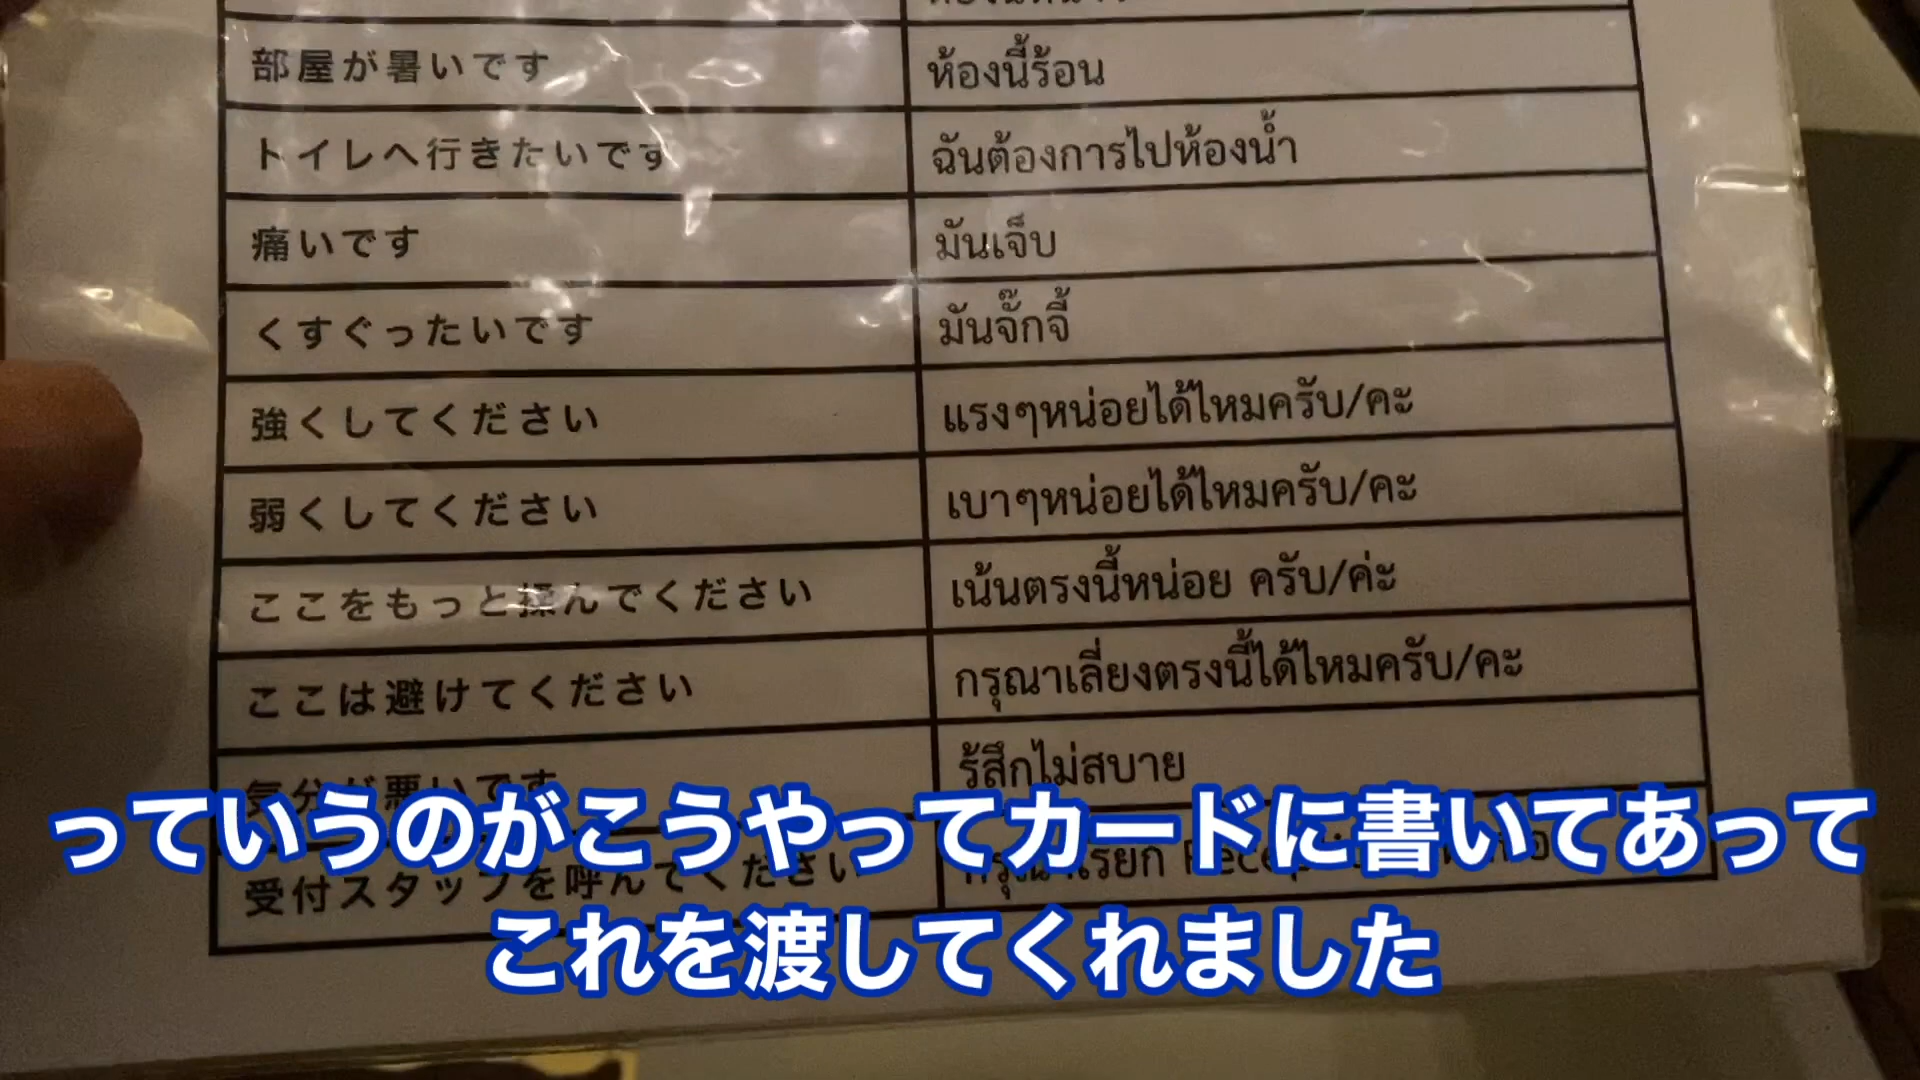 部屋が暑いです ห้องนี้ร้อน
トイレへ行きたいです ฉันต้องการไปห้องน้ำ
痛いです มันเจ็บ
くすぐったいです มันจั๊กจี้
強くしてください แรงๆหน่อยได้ไหมครับ/คะ
弱くしてください เบาๆหน่อยได้ไหมครับ/คะ
ここをもっと揉んでください เน้นตรงนี้หน่อย ครับ/ค่ะ
ここは避けてください กรุณาเลี่ยงตรงนี้ได้ไหมครับ/คะ
気分が悪いです รู้สึกไม่สบาย
受付スタッフを呼んでください
っていうのがこうやってカードに書いてあって
これを渡してくれました